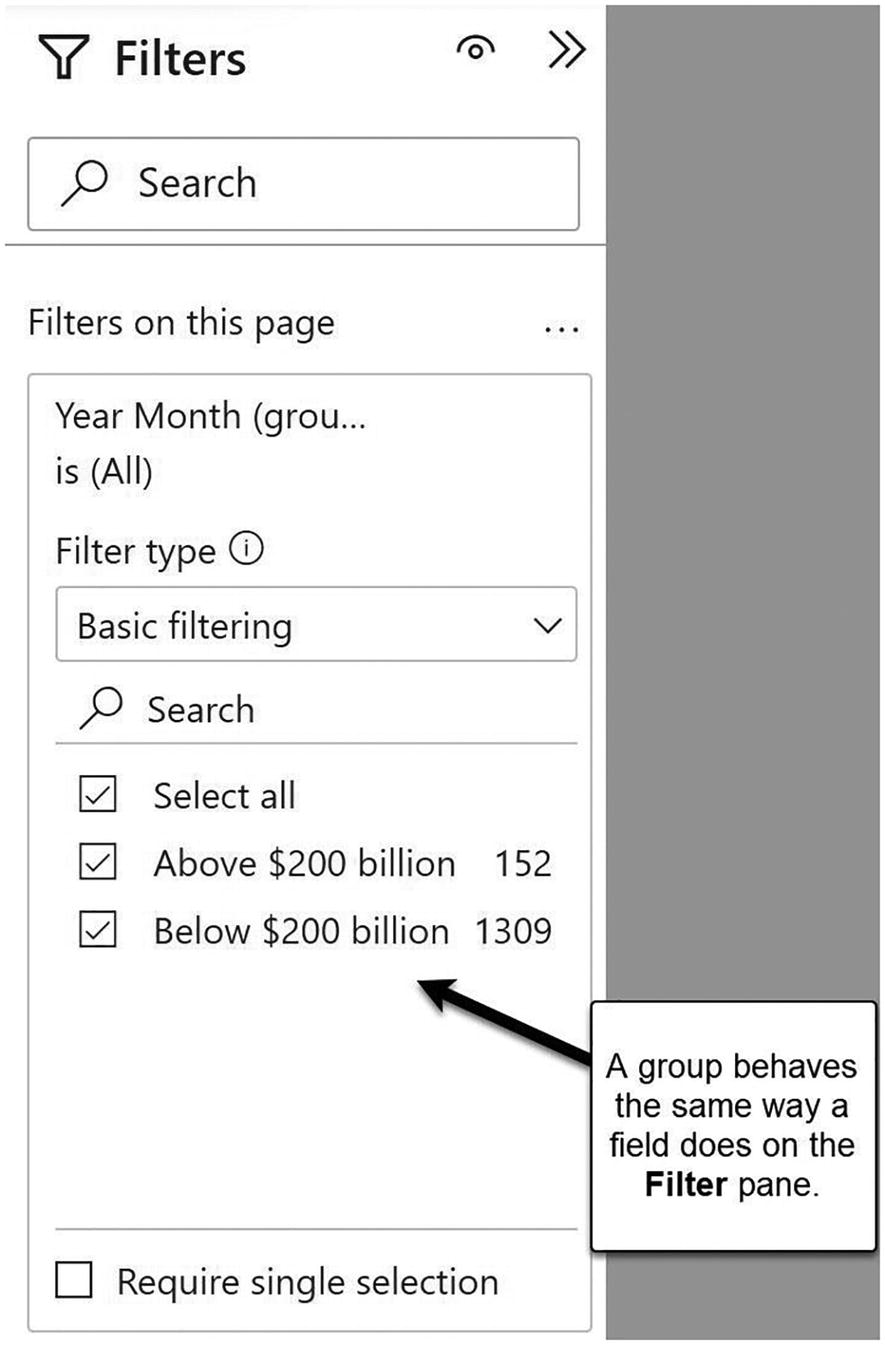 Filters
Search
Filters on this page
...
Year Month (grou...
is (All)
Filter type
Basic filtering
Search
Select all
Above $200 billion 152
Below $200 billion 1309
A group behaves
the same way a
field does on the
Filter pane.
Require single selection